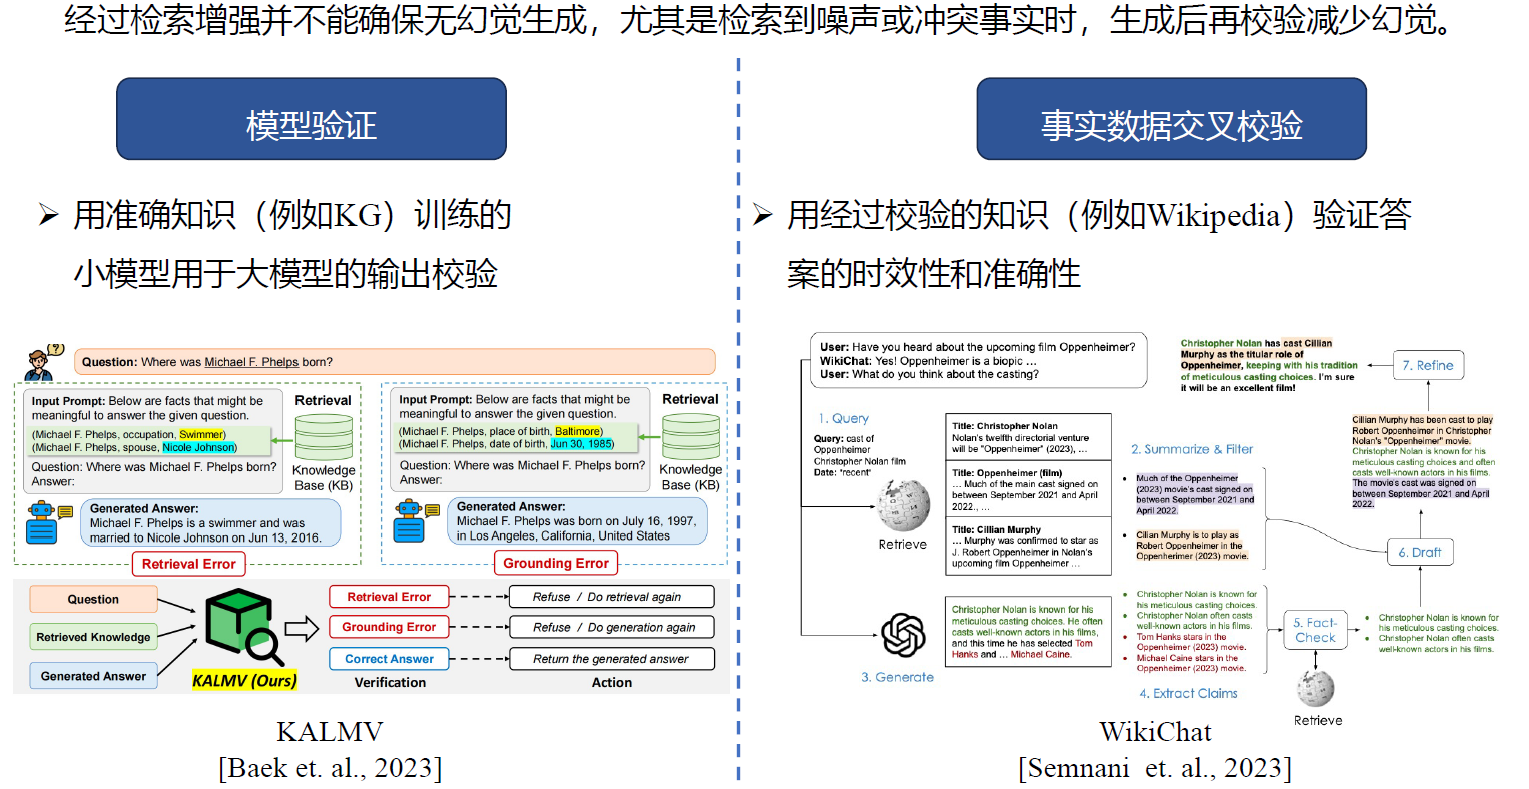 经过检索增强并不能确保无幻觉生成，尤其是检索到噪声或冲突事实时，生成后再校验减少幻觉。
模型验证
➢ 用准确知识（例如KG）训练的
小模型用于大模型的输出校验
Question: Where was Michael F. Phelps born?
Input Prompt: Below are facts that might be
meaningful to answer the given question.
(Michael F. Phelps, occupation, Swimmer)
(Michael F. Phelps, spouse, Nicole Johnson)
Question: Where was Michael F. Phelps born?
Answer:
Retrieval
Knowledge
Base (KB)
Generated Answer:
Michael F. Phelps is a swimmer and was
married to Nicole Johnson on Jun 13, 2016.
Retrieval Error
Input Prompt: Below are facts that might be
meaningful to answer the given question.
(Michael F. Phelps, place of birth, Baltimore)
(Michael F. Phelps, date of birth, Jun 30, 1985)
Question: Where was Michael F. Phelps born?
Answer:
Retrieval
Knowledge
Base (KB)
Generated Answer:
Michael F. Phelps was born on July 16, 1997,
in Los Angeles, California, United States
Grounding Error
Question
Retrieved Knowledge
Generated Answer
KALMV (Ours)
Retrieval Error
Refuse / Do retrieval again
Grounding Error
Refuse / Do generation again
Correct Answer
Return the generated answer
Verification
Action
KALMV
[Baek et. al., 2023]
事实数据交叉校验
➢ 用经过校验的知识（例如Wikipedia）验证答
案的时效性和准确性
User: Have you heard about the upcoming film Oppenheimer?
WikiChat: Yes! Oppenheimer is a biopic ...
User: What do you think about the casting?
1. Query
Query: cast of
Oppenheimer
Christopher Nolan film
Date: "recent"
Retrieve
Title: Christopher Nolan
Nolan's twelfth directorial venture
will be "Oppenheimer" (2023), ...
Title: Oppenheimer (film)
... Much of the main cast signed on
between September 2021 and April
2022., ...
Title: Cillian Murphy
... Murphy was confirmed to star as
J. Robert Oppenheimer in Nolan's
upcoming film Oppenheimer ...
2. Summarize & Filter
Much of the Oppenheimer
(2023) movie's cast signed on
between September 2021 and
April 2022.
Cilian Murphy is to play as
Robert Oppenheimer in the
Oppenherimer (2023) movie.
3. Generate
Christopher Nolan is known for his
meticulous casting choices. He often
casts well-known actors in his films,
and this time he has selected Tom
Hanks and ... Michael Caine.
4. Extract Claims
Christopher Nolan is known for
his meticulous casting choices.
Christopher Nolan often casts
well-known actors in his films.
Tom Hanks stars in the
Oppenheimer (2023) movie.
Michael Caine stars in the
Oppenheimer (2023) movie.
5. Fact-
Check
Retrieve
Christopher Nolan is known for
his meticulous casting choices.
Christopher Nolan often casts
well-known actors in his films.
6. Draft
Cillian Murphy has been cast to play
Robert Oppenheimer in Christopher
Nolan's "Oppenheimer" movie.
Christopher Nolan is known for his
meticulous casting choices and often
casts well-known actors in his films.
The movie's cast was signed on
between September 2021 and April
2022.
7. Refine
Christopher Nolan has cast Cillian
Murphy as the titular role of
Oppenheimer, keeping with his tradition
of meticulous casting choices. I'm sure
it will be an excellent film!
WikiChat
[Semnani et. al., 2023]